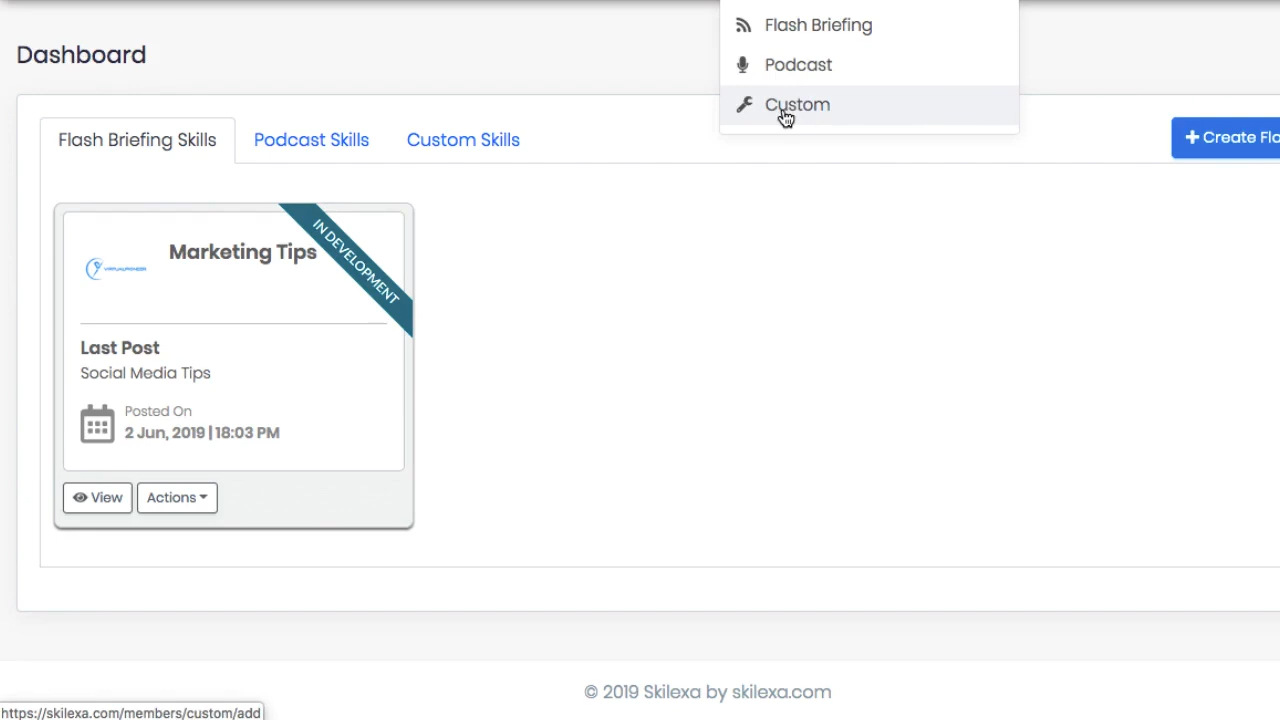 Flash Briefing
Podcast
Custom
Dashboard
Flash Briefing Skills
Podcast Skills
Custom Skills
Create Fla
IN DEVELOPMENT
Marketing Tips
VIRTUALPIONEER
Last Post
Social Media Tips
Posted On
2 Jun, 2019 | 18:03 PM
View
Actions
© 2019 Skilexa by skilexa.com
https://skilexa.com/members/custom/add